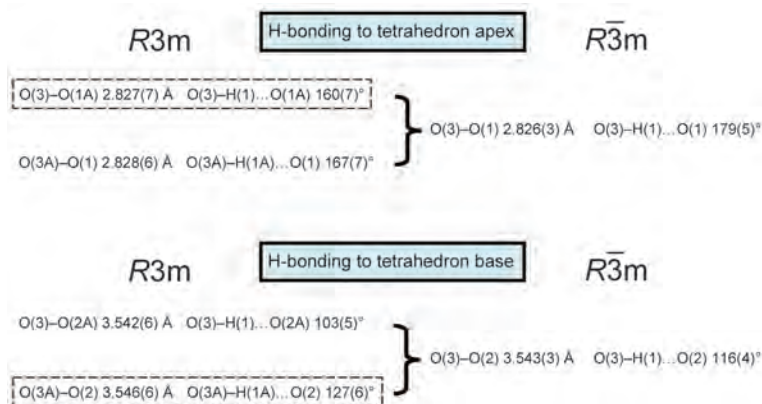 R3m H-bonding to tetrahedron apex R3̅m
O(3)–O(1A) 2.827(7) Å O(3)–H(1)...O(1A) 160(7)°
O(3)–O(1) 2.826(3) Å O(3)–H(1)...O(1) 179(5)°
O(3A)–O(1) 2.828(6) Å O(3A)–H(1A)...O(1) 167(7)°
R3m H-bonding to tetrahedron base R3̅m
O(3)–O(2A) 3.542(6) Å O(3)–H(1)...O(2A) 103(5)°
O(3)–O(2) 3.543(3) Å O(3)–H(1)...O(2) 116(4)°
O(3A)–O(2) 3.546(6) Å O(3A)–H(1A)...O(2) 127(6)°